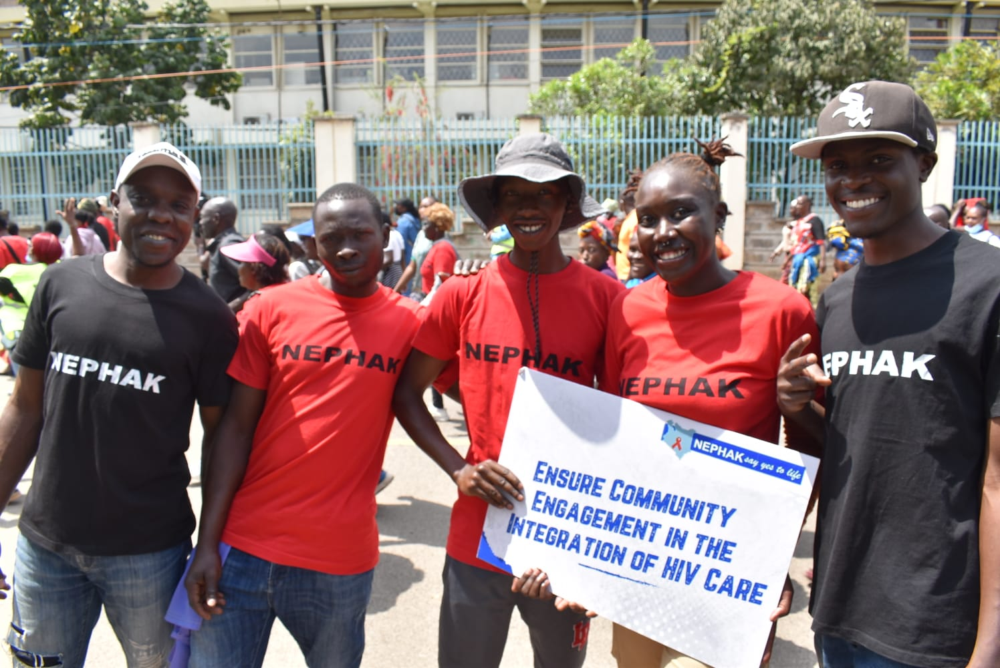 Sox
NEPHAK
NEPHAK
NEPHAK
NEPHAK
EPHAK
NEPHAK say yes to life
ENSURE COMMUNITY
ENGAGEMENT IN THE
INTEGRATION OF HIV CARE